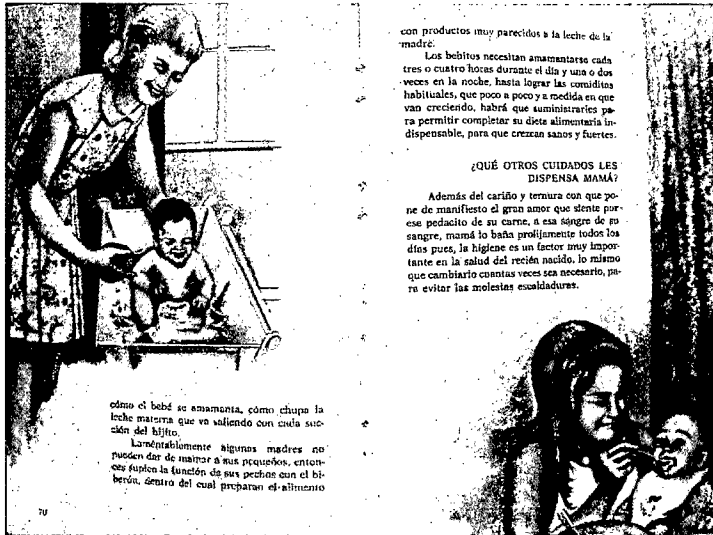 cómo el bebé se amamanta, cómo chupa la
leche materna que va saliendo con cada suc-
ción del hijito.
Lamentablemente algunas madres no
pueden dar de mamar a sus pequeños, enton-
ces suplen la función de sus pechos con el bi-
berón, dentro del cual preparan el alimento
70
con productos muy parecidos a la leche de la
madre.
Los bebitos necesitan amamantarse cada
tres o cuatro horas durante el día y una o dos
veces en la noche, hasta lograr las comiditas
habituales, que poco a poco y a medida en que
van creciendo, habrá que suministrarles pa-
ra permitir completar su dieta alimentaria in-
dispensable, para que crezcan sanos y fuertes.
¿QUÉ OTROS CUIDADOS LES
DISPENSA MAMÁ?
Además del cariño y ternura con que po-
ne de manifiesto el gran amor que siente por
ese pedacito de su carne, a esa sangre de su
sangre, mamá lo baña prolijamente todos los
días pues, la higiene es un factor muy impor-
tante en la salud del recién nacido, lo mismo
que cambiarlo cuantas veces sea necesario, pa-
ra evitar las molestas escaldaduras.